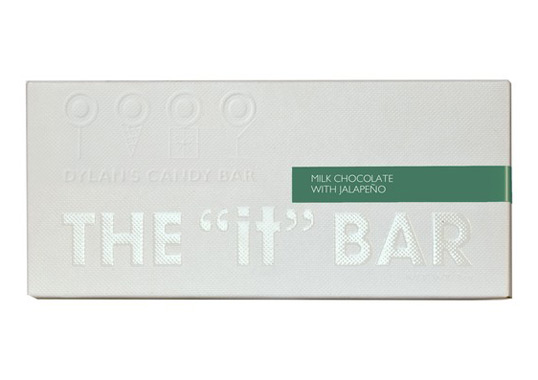 DYLAN'S CANDY BAR
MILK CHOCOLATE
WITH JALAPEÑO
THE “it” BAR